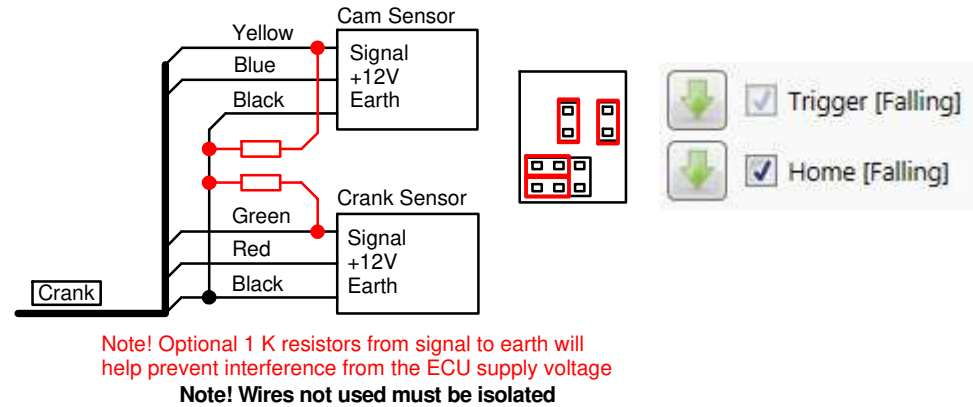 Cam Sensor
Yellow
Signal
Blue
+12V
Black
Earth
Trigger [Falling]
Home [Falling]
Crank Sensor
Green
Signal
Red
+12V
Black
Earth
Crank
Note! Optional 1 K resistors from signal to earth will
help prevent interference from the ECU supply voltage
Note! Wires not used must be isolated